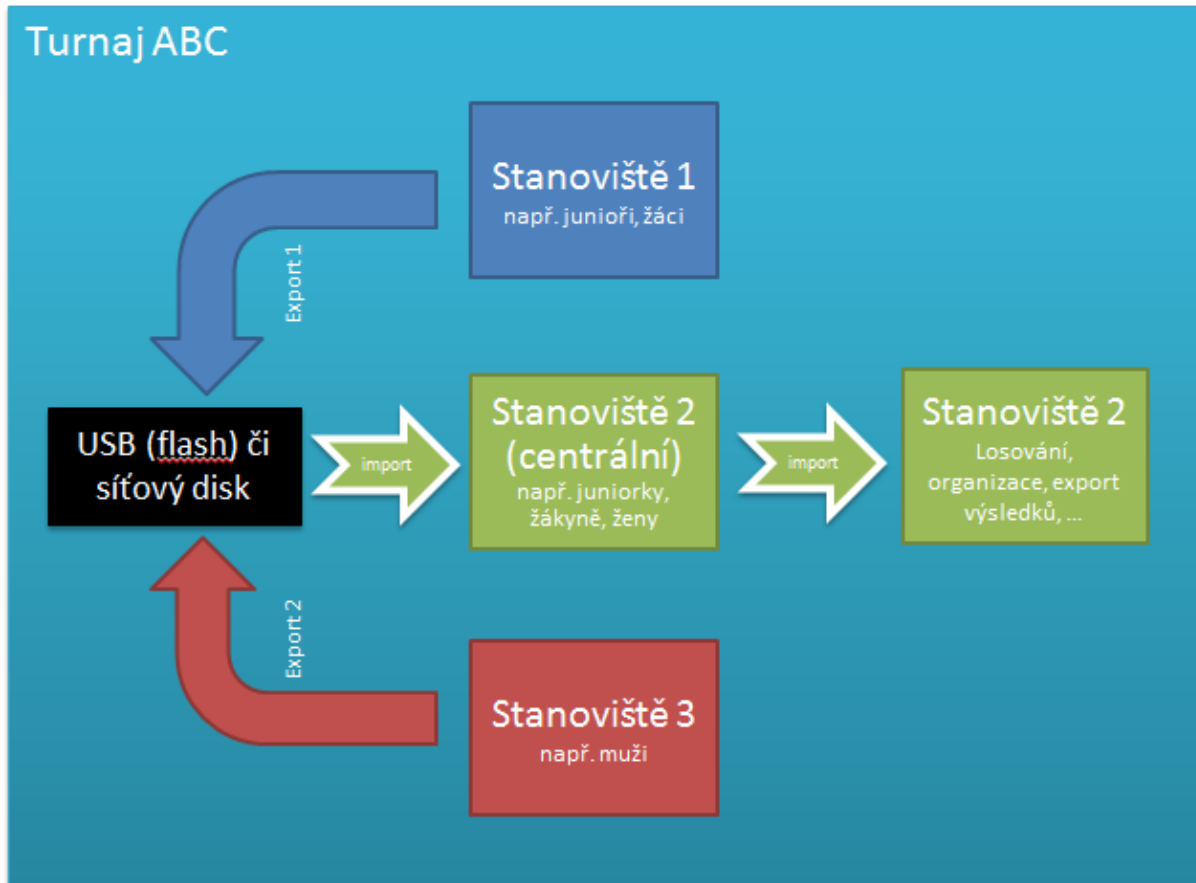 Turnaj ABC
Stanoviště 1
např. junioři, žáci
Export 1
USB (flash) či
síťový disk
import
Stanoviště 2
(centrální)
např. juniorky,
žákyně, ženy
import
Stanoviště 2
Losování,
organizace, export
výsledků, ...
Export 2
Stanoviště 3
např. muži